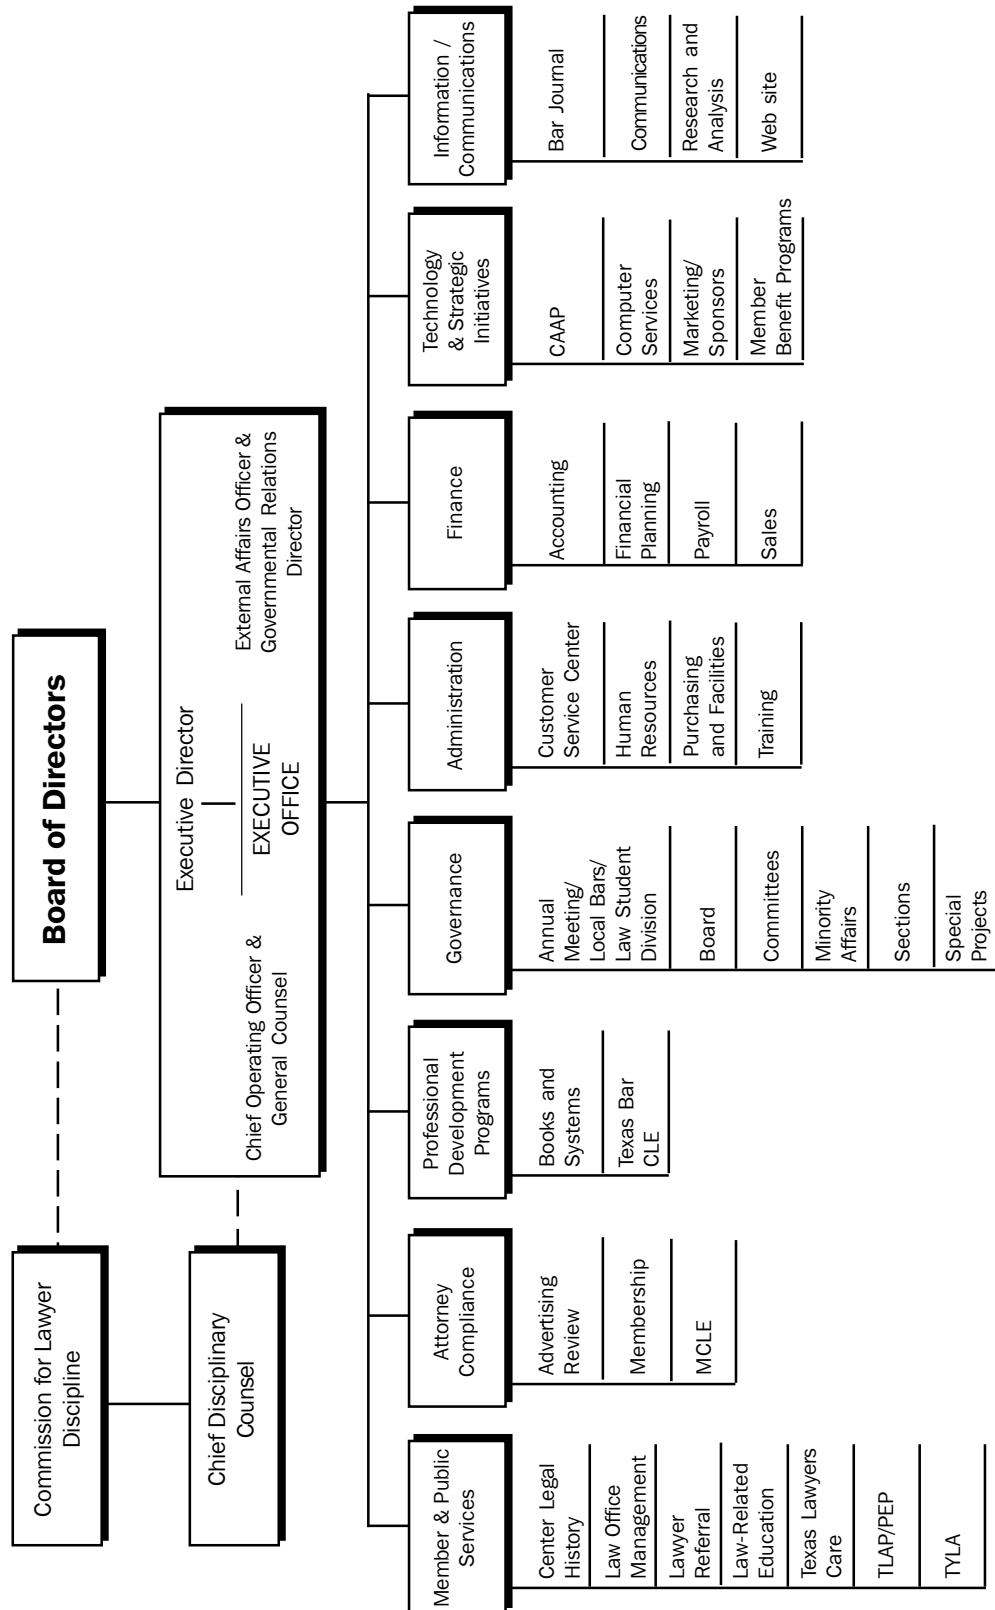 Board of Directors
Commission for Lawyer
Discipline
Chief Disciplinary
Counsel
Executive Director
EXECUTIVE
OFFICE
Chief Operating Officer &
General Counsel
External Affairs Officer &
Governmental Relations
Director
Member & Public
Services
Center Legal
History
Law Office
Management
Lawyer
Referral
Law-Related
Education
Texas Lawyers
Care
TLAP/PEP
TYLA
Attorney
Compliance
Advertising
Review
Membership
MCLE
Professional
Development
Programs
Books and
Systems
Texas Bar
CLE
Governance
Annual
Meeting/
Local Bars/
Law Student
Division
Board
Committees
Minority
Affairs
Sections
Special
Projects
Administration
Customer
Service Center
Human
Resources
Purchasing
and Facilities
Training
Finance
Accounting
Financial
Planning
Payroll
Sales
Technology
& Strategic
Initiatives
CAAP
Computer
Services
Marketing/
Sponsors
Member
Benefit Programs
Information /
Communications
Bar Journal
Communications
Research and
Analysis
Web site